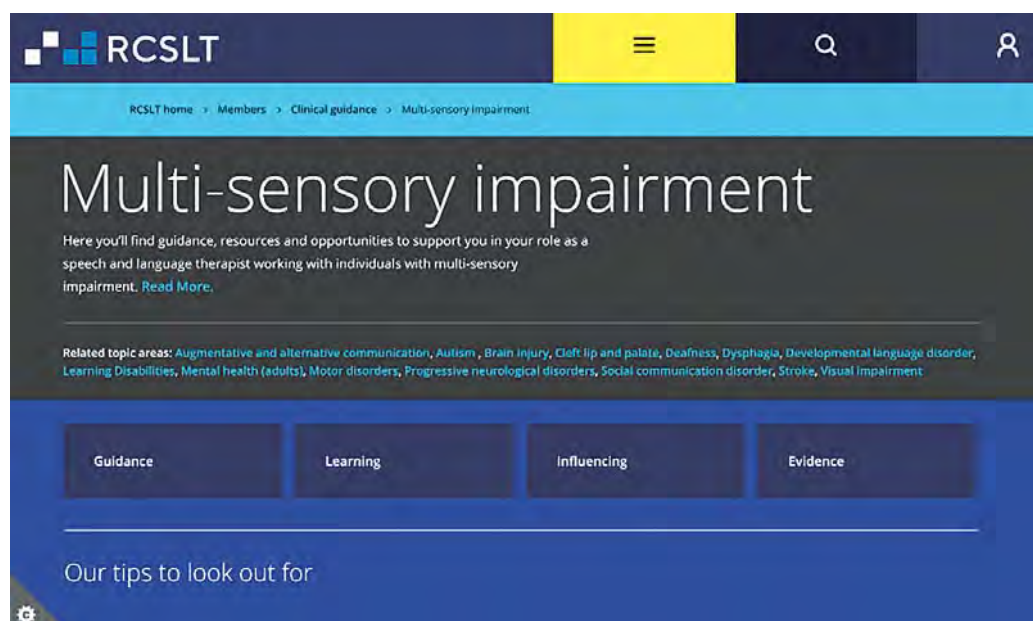 RCSLT
RCSLT home > Members > Clinical guidance > Multi-sensory impairment
Multi-sensory impairment
Here you'll find guidance, resources and opportunities to support you in your role as a
speech and language therapist working with individuals with multi-sensory
impairment. Read More.
Related topic areas: Augmentative and alternative communication, Autism , Brain injury, Cleft lip and palate, Deafness, Dysphagia, Developmental language disorder,
Learning Disabilities, Mental health (adults), Motor disorders, Progressive neurological disorders, Social communication disorder, Stroke, Visual impairment
Guidance Learning Influencing Evidence
Our tips to look out for